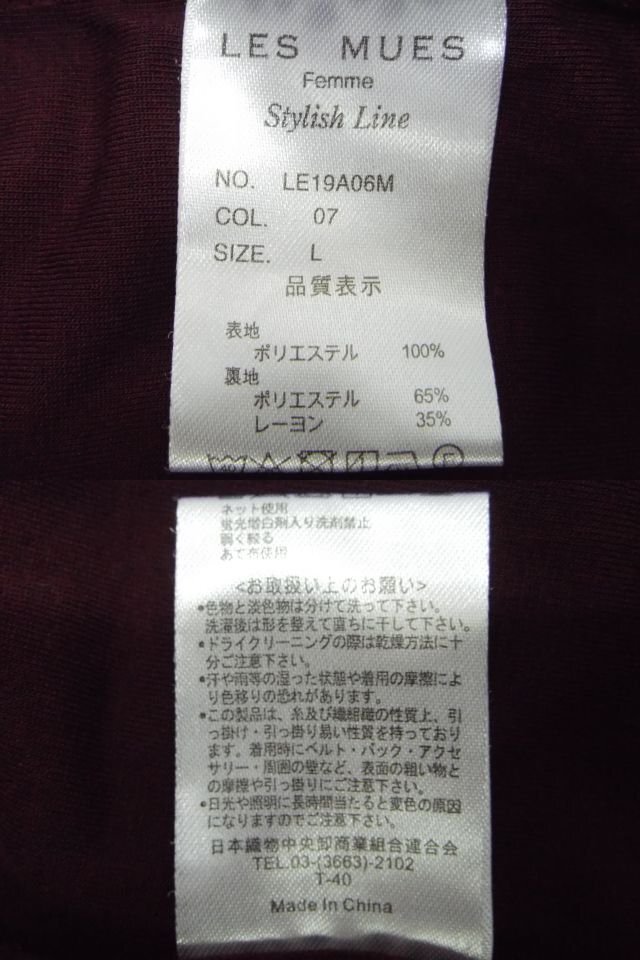 LES MUES
Femme
Stylish Line
NO. LE19A06M
COL. 07
SIZE. L
品質表示
表地
ポリエステル 100%
裏地
ポリエステル 65%
レーヨン 35%
40 F
ネット使用
蛍光増白剤入り洗剤禁止
弱く絞る
あて布使用
<お取扱い上のお願い>
●色物と淡色物は分けて洗って下さい。
洗濯後は形を整えて直ちに干して下さい。
●ドライクリーニングの際は乾燥方法に十
分ご注意下さい。
●汗や雨等の湿った状態や着用の摩擦によ
り色移りの恐れがあります。
●この製品は、糸及び織組織の性質上、引
っ掛け・引っ掛り易い性質を持っており
ます。着用時にベルト・バック・アクセ
サリー・周囲の壁など、表面の粗い物と
の摩擦や引っ掛りにご注意下さい。
●日光や照明に長時間当たると変色の原因
になりますのでご注意下さい。
日本織物中央卸商業組合連合会
TEL.03-(3663)-2102
T-40
Made In China